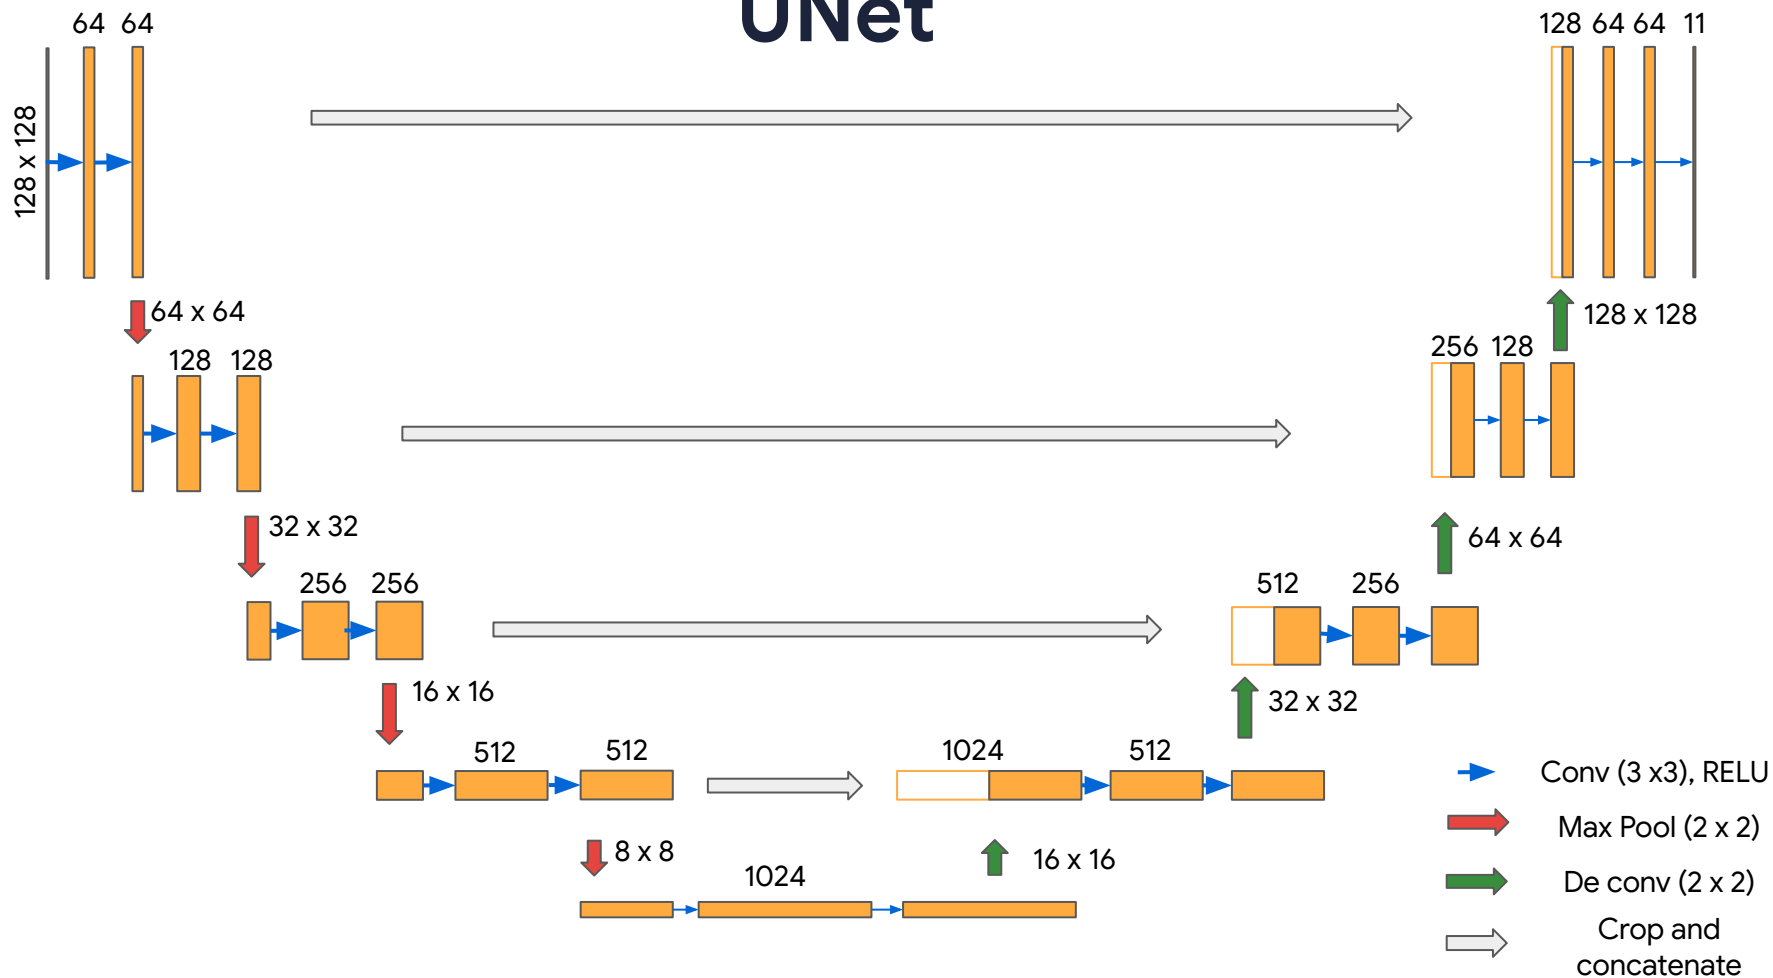 UNet
64 64
128 64 64 11
128 x 128
64 x 64
128 x 128
128 128
256 128
32 x 32
64 x 64
256 256
512 256
16 x 16
32 x 32
512 512
1024 512
8 x 8
16 x 16
1024
Conv (3 x3), RELU
Max Pool (2 x 2)
De conv (2 x 2)
Crop and
concatenate